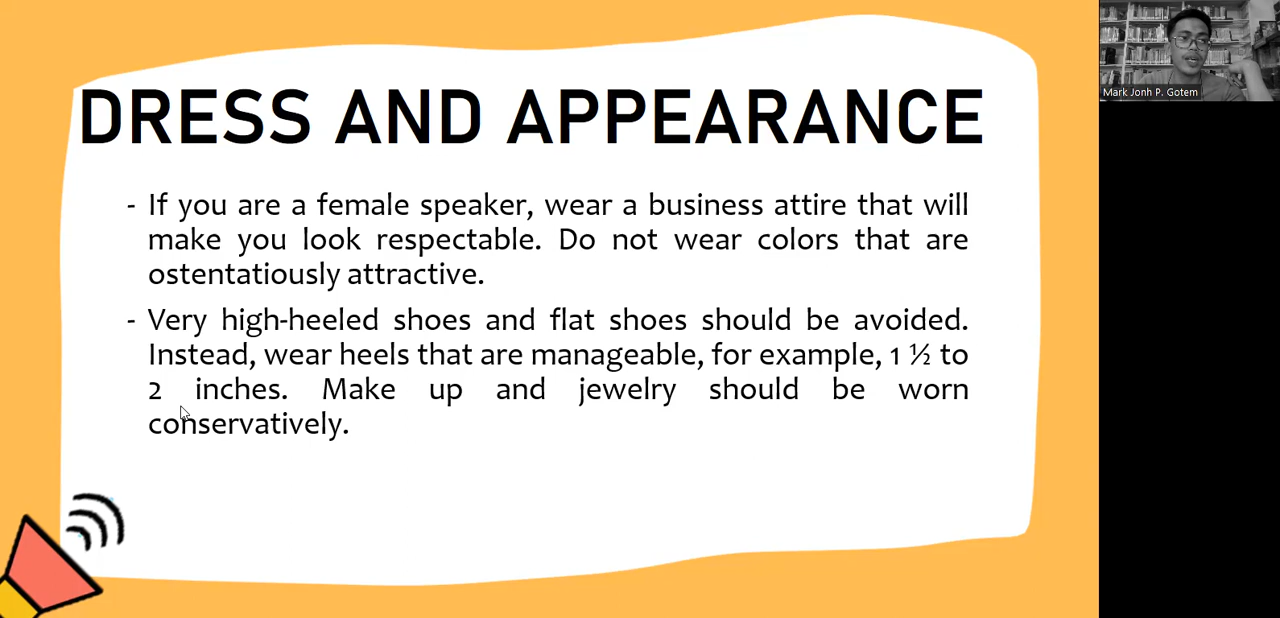 DRESS AND APPEARANCE
- If you are a female speaker, wear a business attire that will
make you look respectable. Do not wear colors that are
ostentatiously attractive.
- Very high-heeled shoes and flat shoes should be avoided.
Instead, wear heels that are manageable, for example, 1 ½ to
2 inches. Make up and jewelry should be worn
conservatively.
Mark Jonh P. Gotem